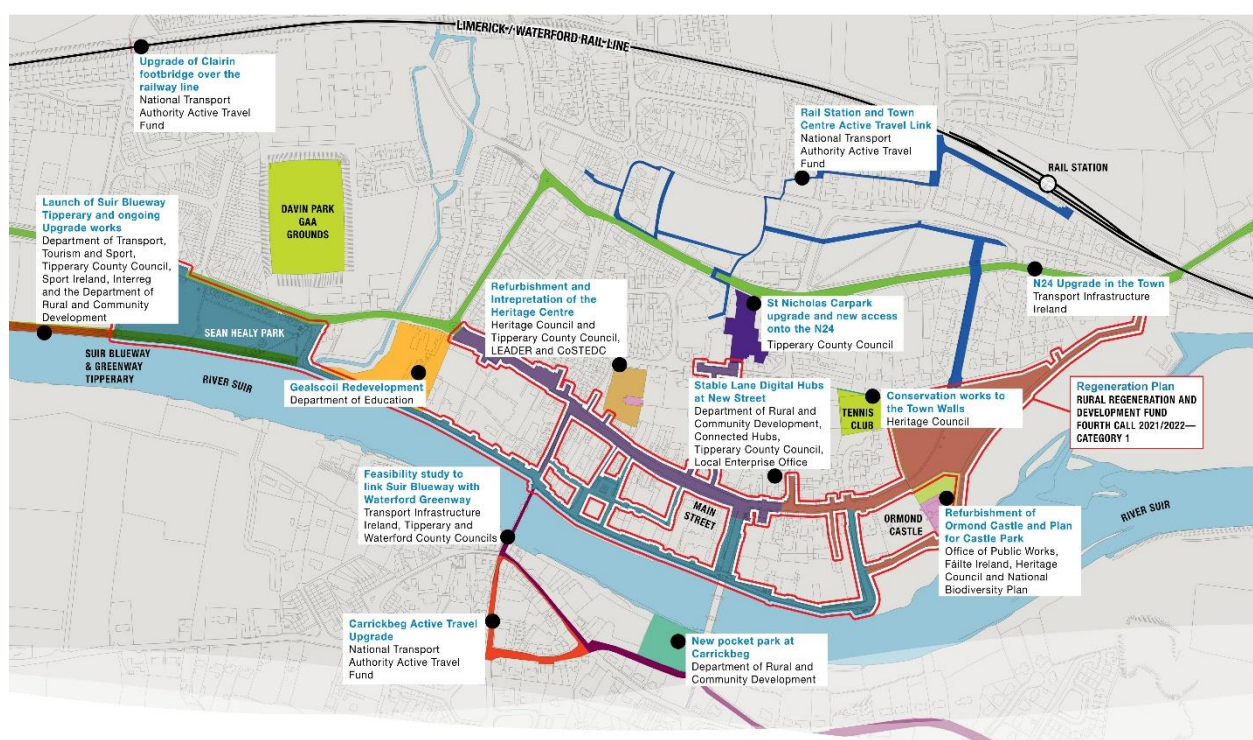 LIMERICK / WATERFORD RAIL LINE
Upgrade of Clairin
footbridge over the
railway line
National Transport
Authority Active Travel
Fund
Rail Station and Town
Centre Active Travel Link
National Transport
Authority Active Travel
Fund
RAIL STATION
Launch of Suir Blueway
Tipperary and ongoing
Upgrade works
Department of Transport,
Tourism and Sport,
Tipperary County Council,
Sport Ireland, Interreg
and the Department of
Rural and Community
Development
DAVIN PARK
GAA
GROUNDS
N24 Upgrade in the Town
Transport Infrastructure
Ireland
Refurbishment and
Intrepretation of the
Heritage Centre
Heritage Council and
Tipperary County Council,
LEADER and CoSTEDC
St Nicholas Carpark
upgrade and new access
onto the N24
Tipperary County Council
SEAN HEALY PARK
SUIR BLUEWAY
& GREENWAY
TIPPERARY
RIVER SUIR
Gealscoil Redevelopment
Department of Education
Stable Lane Digital Hubs
at New Street
Department of Rural and
Community Development,
Connected Hubs,
Tipperary County Council,
Local Enterprise Office
TENNIS
CLUB
Conservation works to
the Town Walls
Heritage Council
Regeneration Plan
RURAL REGENERATION AND
DEVELOPMENT FUND
FOURTH CALL 2021/2022—
CATEGORY 1
Feasibility study to
link Suir Blueway with
Waterford Greenway
Transport Infrastructure
Ireland, Tipperary and
Waterford County Councils
MAIN
STREET
ORMOND
CASTLE
Refurbishment of
Ormond Castle and Plan
for Castle Park
Office of Public Works,
Fáilte Ireland, Heritage
Council and National
Biodiversity Plan
RIVER SUIR
Carrickbeg Active Travel
Upgrade
National Transport
Authority Active Travel
Fund
New pocket park at
Carrickbeg
Department of Rural and
Community Development